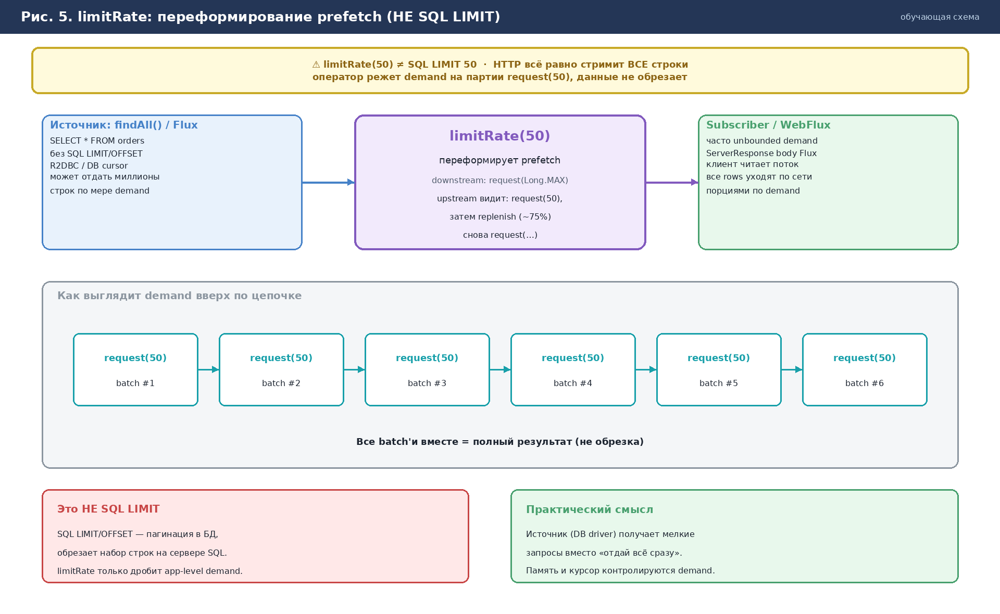 Рис. 5. limitRate: переформирование prefetch (НЕ SQL LIMIT)
обучающая схема
⚠ limitRate(50) ≠ SQL LIMIT 50 · HTTP всё равно стримит ВСЕ строки
оператор режет demand на партии request(50), данные не обрезает
Источник: findAll() / Flux
SELECT * FROM orders
без SQL LIMIT/OFFSET
R2DBC / DB cursor
может отдать миллионы
строк по мере demand
limitRate(50)
переформирует prefetch
downstream: request(Long.MAX)
upstream видит: request(50),
затем replenish (~75%)
снова request(...)
Subscriber / WebFlux
часто unbounded demand
ServerResponse body Flux
клиент читает поток
все rows уходят по сети
порциями по demand
Как выглядит demand вверх по цепочке
request(50)
batch #1
request(50)
batch #2
request(50)
batch #3
request(50)
batch #4
request(50)
batch #5
request(50)
batch #6
Все batch'и вместе = полный результат (не обрезка)
Это НЕ SQL LIMIT
SQL LIMIT/OFFSET — пагинация в БД,
обрезает набор строк на сервере SQL.
limitRate только дробит app-level demand.
Практический смысл
Источник (DB driver) получает мелкие
запросы вместо «отдай всё сразу».
Память и курсор контролируются demand.